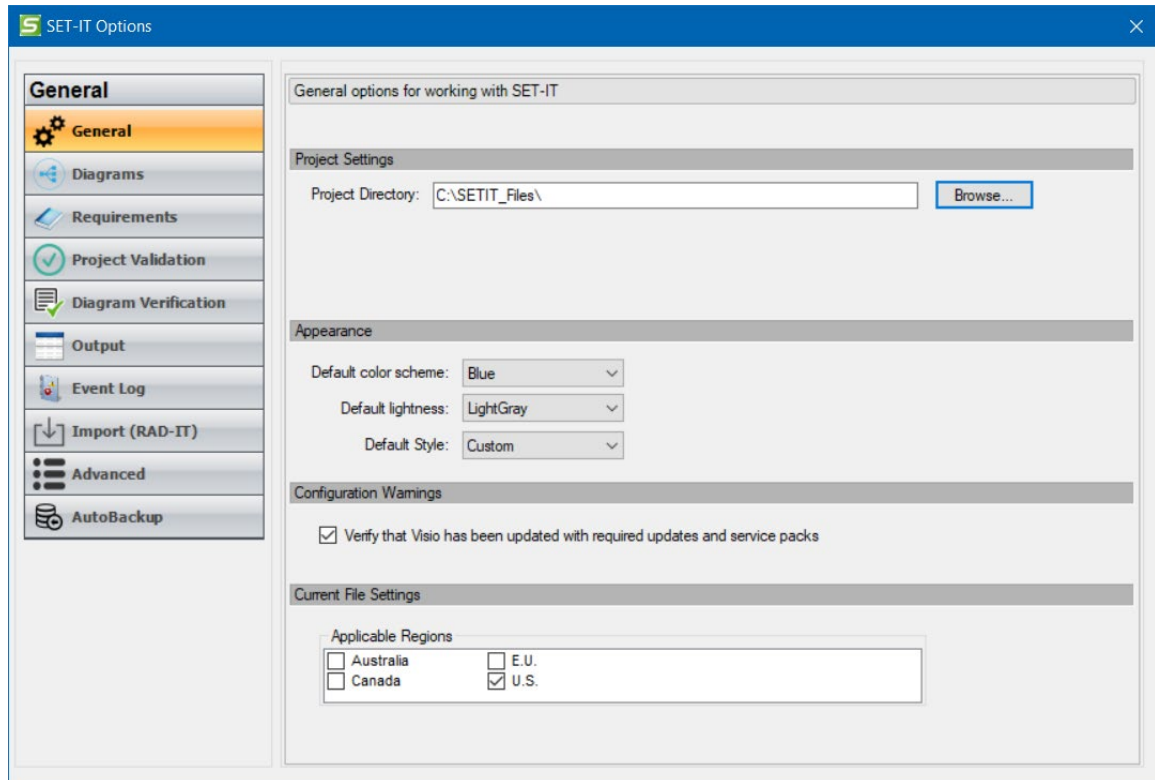 SET-IT Options
General
General
Diagrams
Requirements
Project Validation
Diagram Verification
Output
Event Log
Import (RAD-IT)
Advanced
AutoBackup
General options for working with SET-IT
Project Settings
Project Directory: C:\SETIT_Files\ Browse...
Appearance
Default color scheme: Blue
Default lightness: LightGray
Default Style: Custom
Configuration Warnings
Verify that Visio has been updated with required updates and service packs
Current File Settings
Applicable Regions
Australia E.U.
Canada U.S.